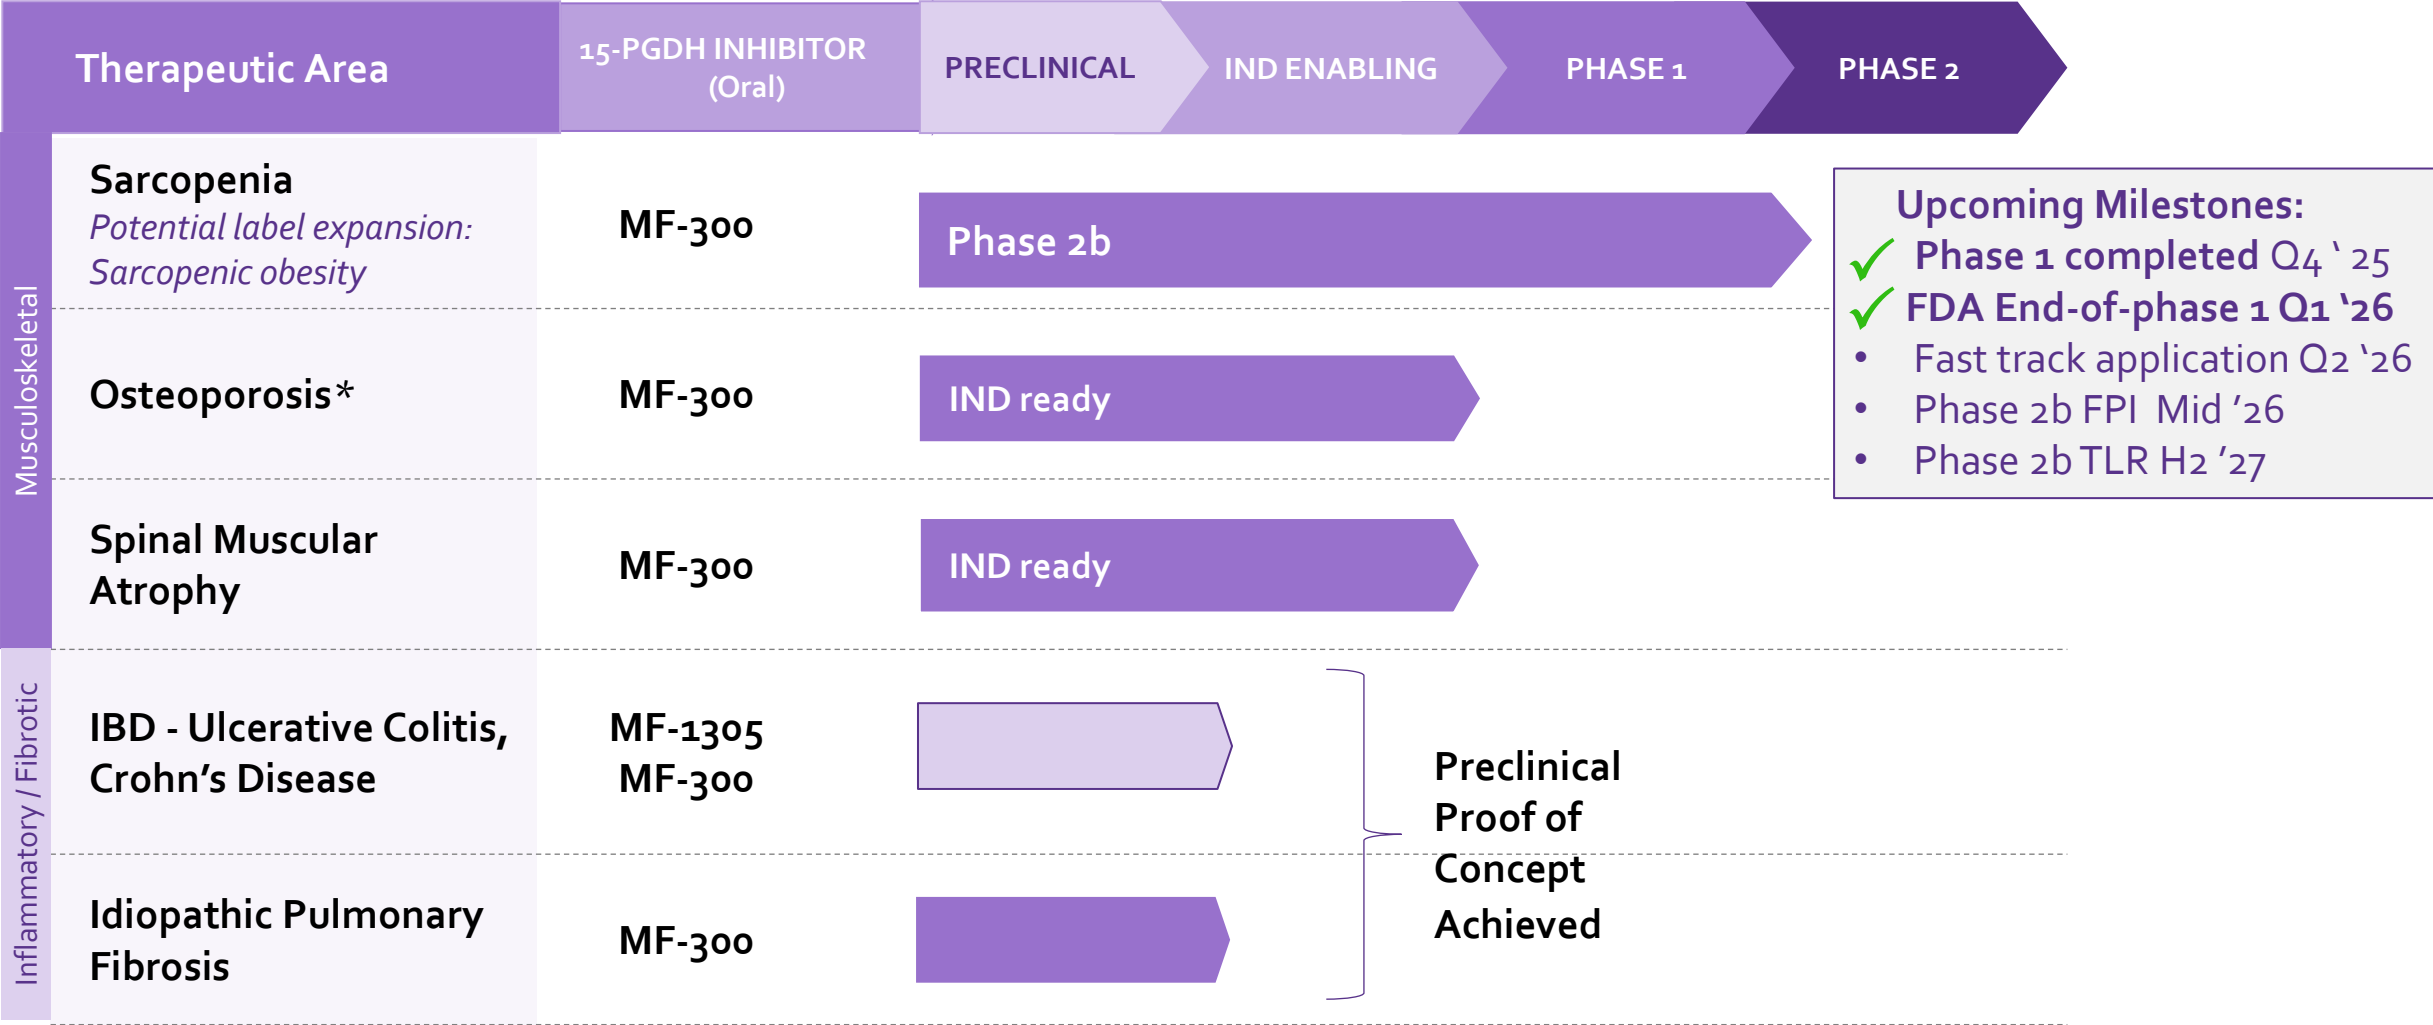 Therapeutic Area
15-PGDH INHIBITOR
(Oral)
PRECLINICAL
IND ENABLING
PHASE 1
PHASE 2
Musculoskeletal
Sarcopenia
Potential label expansion:
Sarcopenic obesity
MF-300
Phase 2b
Upcoming Milestones:
✓ Phase 1 completed Q4 ‘ 25
✓ FDA End-of-phase 1 Q1 ‘26
• Fast track application Q2 ‘26
• Phase 2b FPI  Mid ’26
• Phase 2b TLR H2 ’27
Osteoporosis*
MF-300
IND ready
Spinal Muscular
Atrophy
MF-300
IND ready
Inflammatory / Fibrotic
IBD - Ulcerative Colitis,
Crohn’s Disease
MF-1305
MF-300
Idiopathic Pulmonary
Fibrosis
MF-300
Preclinical
Proof of
Concept
Achieved